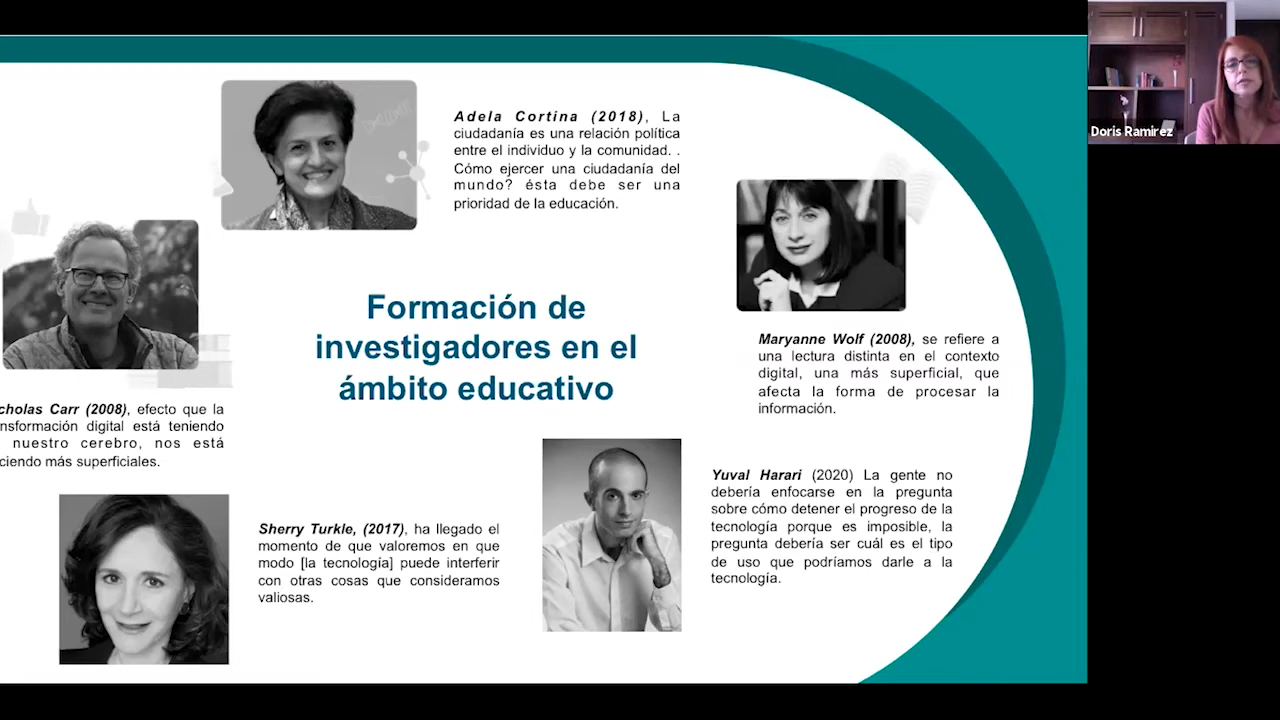 Adela Cortina (2018), La
ciudadanía es una relación política
entre el individuo y la comunidad. .
Cómo ejercer una ciudadanía del
mundo? ésta debe ser una
prioridad de la educación.
Doris Ramirez
Formación de
investigadores en el
ámbito educativo
Maryanne Wolf (2008), se refiere a
una lectura distinta en el contexto
digital, una más superficial, que
afecta la forma de procesar la
información.
cholas Carr (2008), efecto que la
nsformación digital está teniendo
nuestro cerebro, nos está
ciendo más superficiales.
Sherry Turkle, (2017), ha llegado el
momento de que valoremos en que
modo [la tecnología] puede interferir
con otras cosas que consideramos
valiosas.
Yuval Harari (2020) La gente no
debería enfocarse en la pregunta
sobre cómo detener el progreso de la
tecnología porque es imposible, la
pregunta debería ser cuál es el tipo
de uso que podríamos darle a la
tecnología.